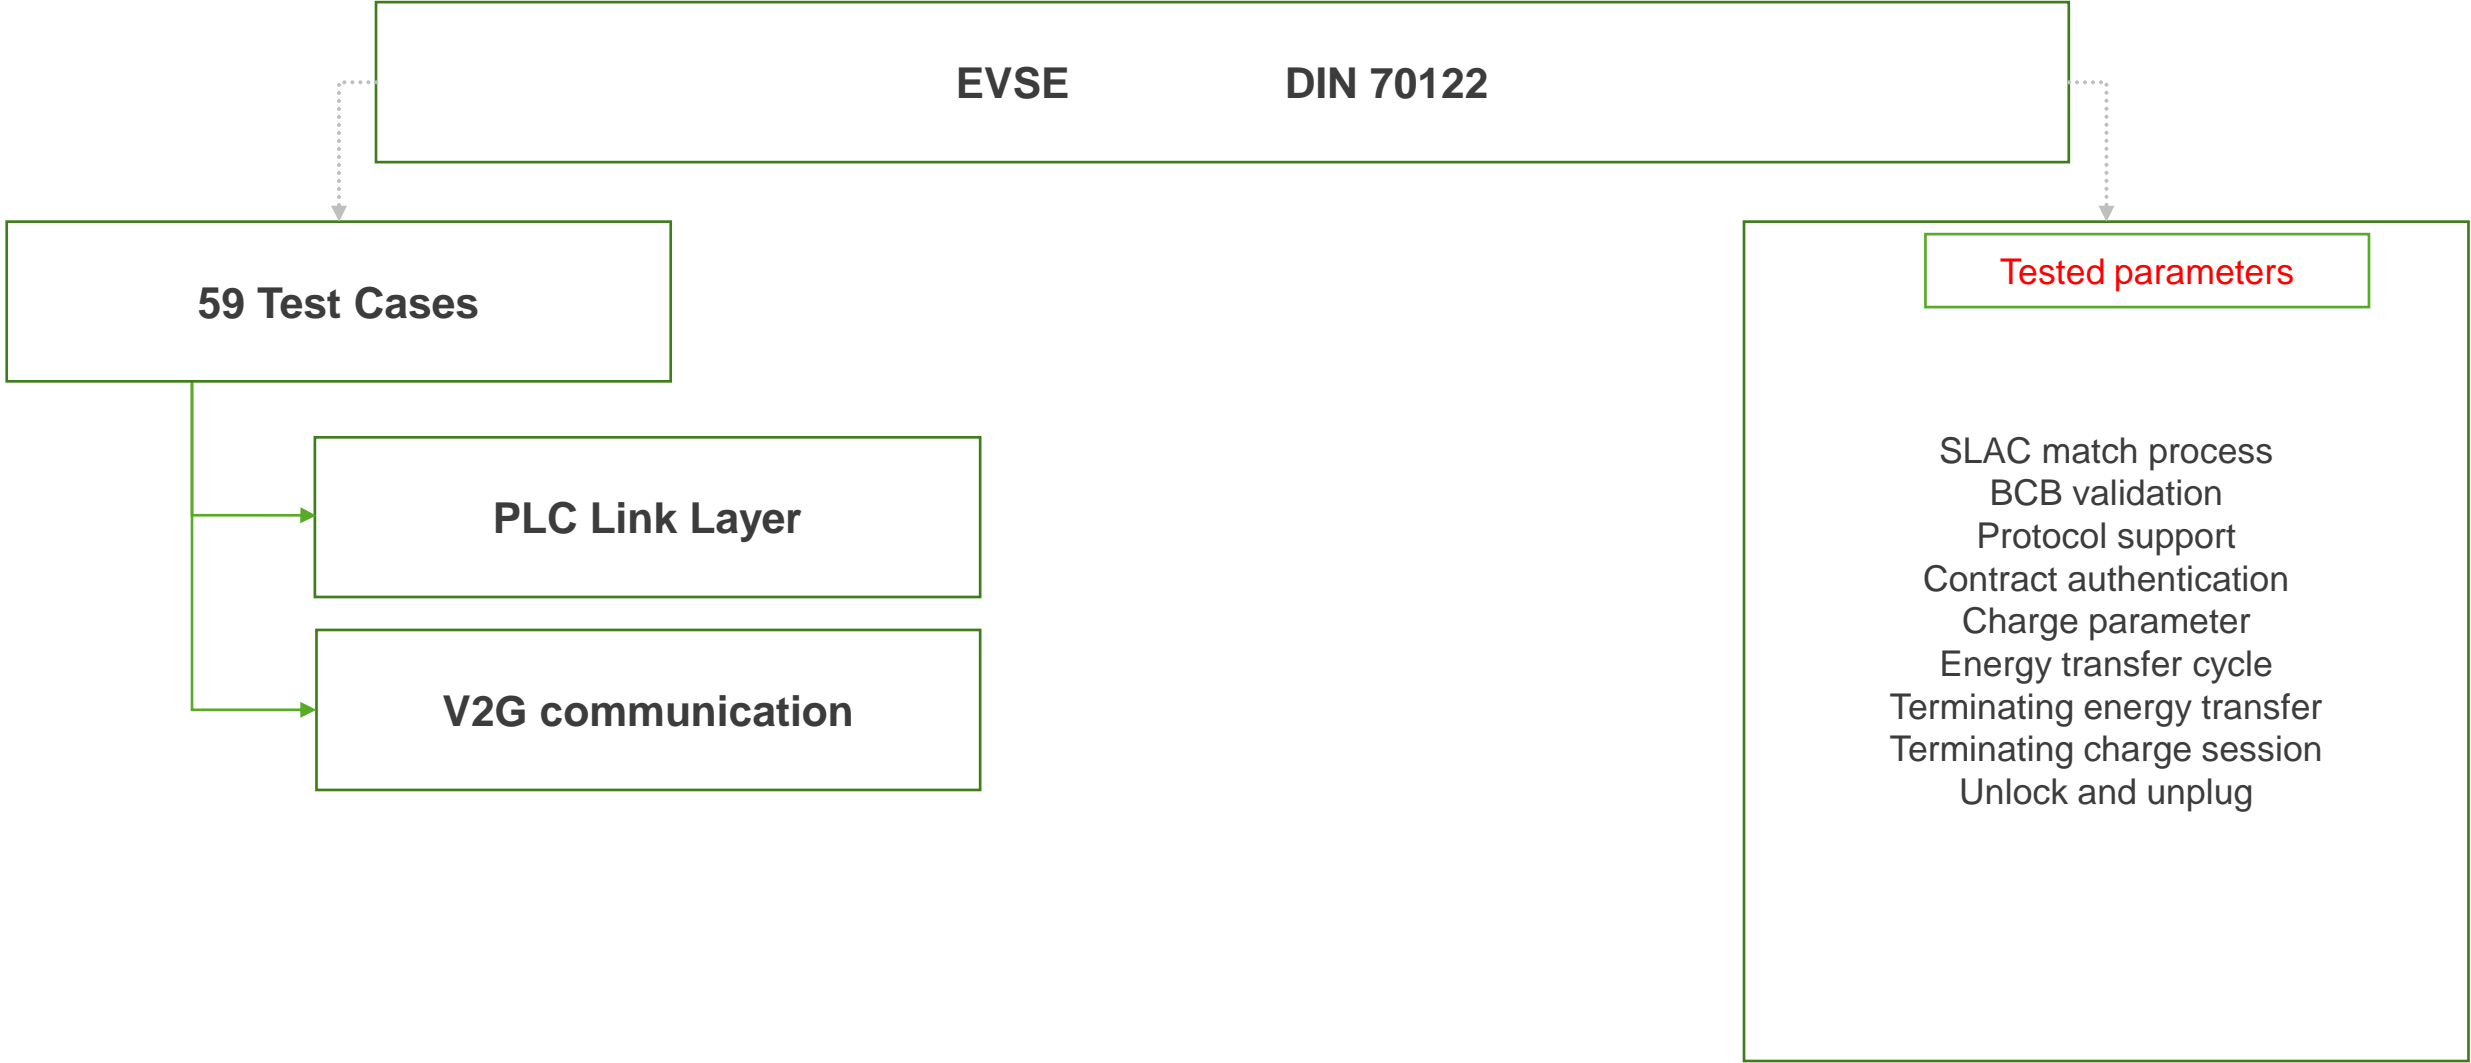 EVSE DIN 70122
59 Test Cases
PLC Link Layer
V2G communication
Tested parameters
SLAC match process
BCB validation
Protocol support
Contract authentication
Charge parameter
Energy transfer cycle
Terminating energy transfer
Terminating charge session
Unlock and unplug